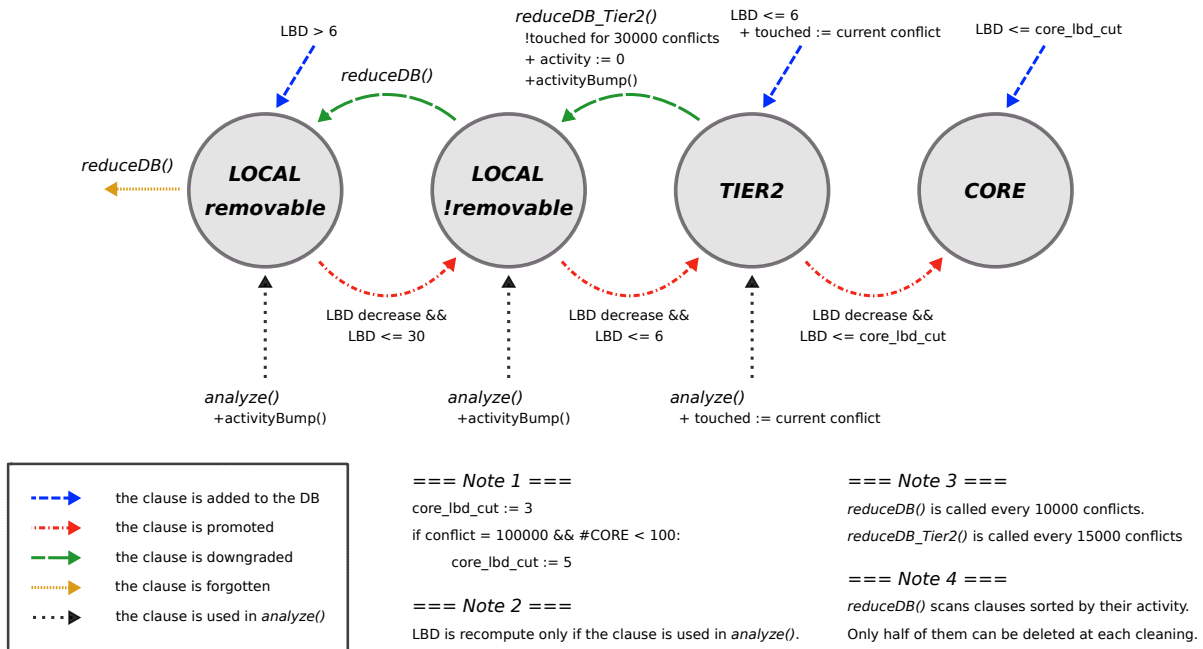 reduceDB_Tier2()
!touched for 30000 conflicts
+ activity := 0
+activityBump()
LBD > 6
LBD <= 6
+ touched := current conflict
LBD <= core_lbd_cut
reduceDB()
reduceDB()
LOCAL
removable
LOCAL
!removable
TIER2
CORE
LBD decrease &&
LBD <= 30
LBD decrease &&
LBD <= 6
LBD decrease &&
LBD <= core_lbd_cut
analyze()
+activityBump()
analyze()
+activityBump()
analyze()
+ touched := current conflict
the clause is added to the DB
the clause is promoted
the clause is downgraded
the clause is forgotten
the clause is used in analyze()
=== Note 1 ===
core_lbd_cut := 3
if conflict = 100000 && #CORE < 100:
core_lbd_cut := 5
=== Note 2 ===
LBD is recompute only if the clause is used in analyze().
=== Note 3 ===
reduceDB() is called every 10000 conflicts.
reduceDB_Tier2() is called every 15000 conflicts
=== Note 4 ===
reduceDB() scans clauses sorted by their activity.
Only half of them can be deleted at each cleaning.